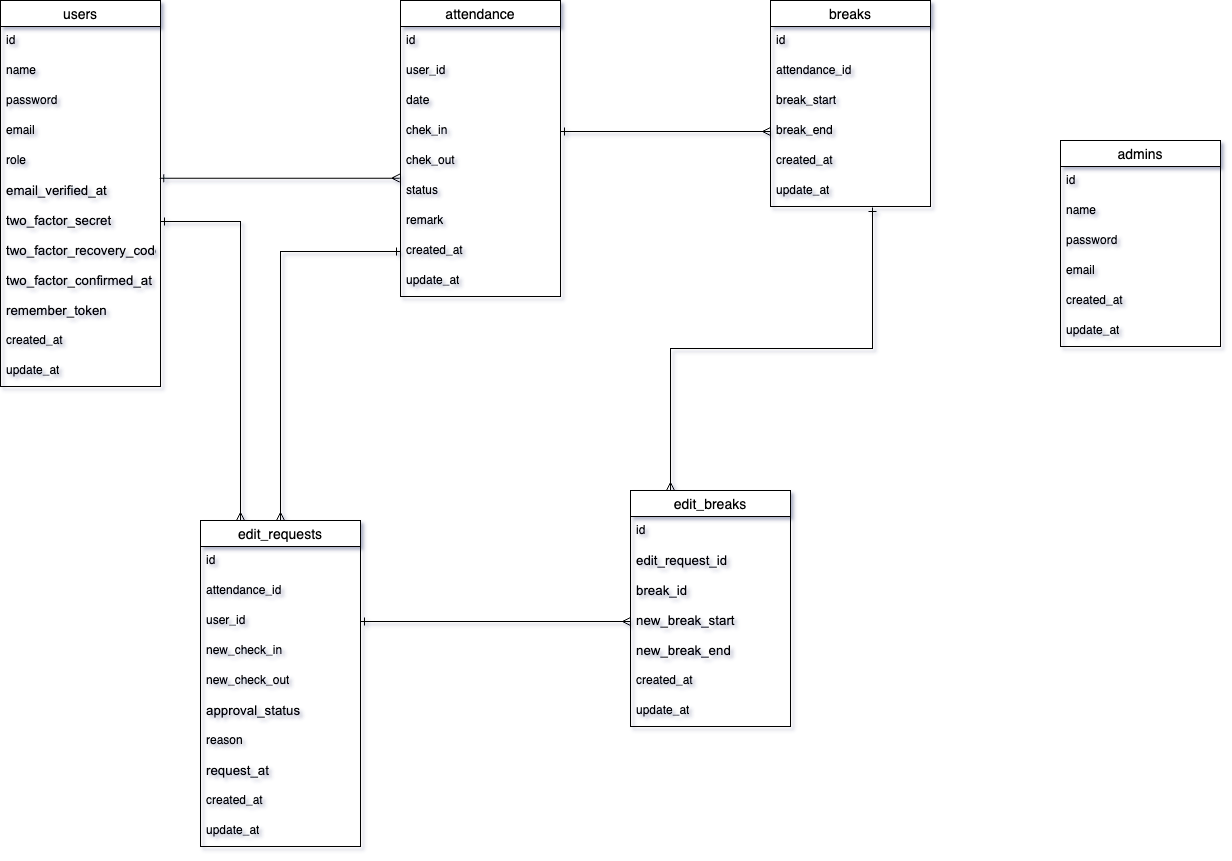 users
id
name
password
email
role
email_verified_at
two_factor_secret
two_factor_recovery_cod
two_factor_confirmed_at
remember_token
created_at
update_at
attendance
id
user_id
date
chek_in
chek_out
status
remark
created_at
update_at
breaks
id
attendance_id
break_start
break_end
created_at
update_at
admins
id
name
password
email
created_at
update_at
edit_requests
id
attendance_id
user_id
new_check_in
new_check_out
approval_status
reason
request_at
created_at
update_at
edit_breaks
id
edit_request_id
break_id
new_break_start
new_break_end
created_at
update_at